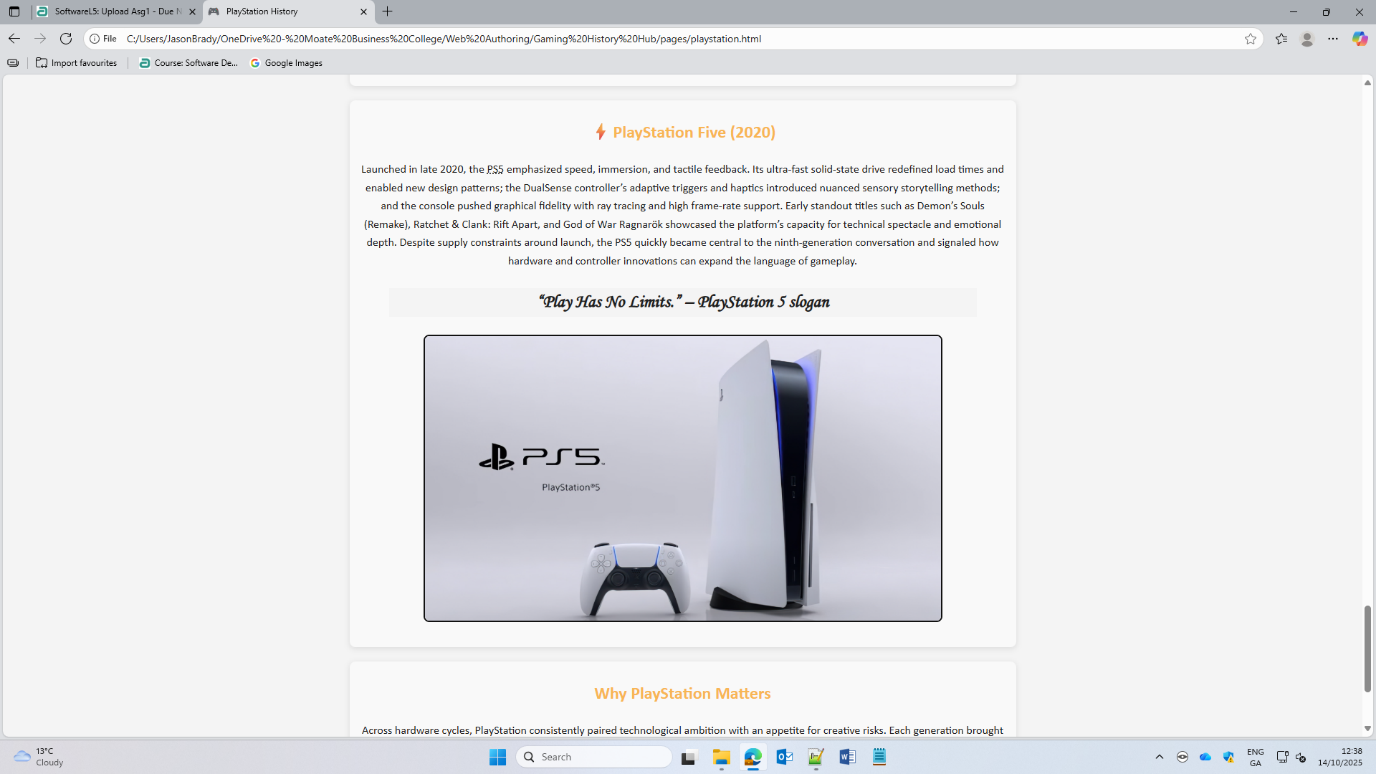 SoftwareL5: Upload Asg1 - Due N
PlayStation History
File
C:/Users/JasonBrady/OneDrive%20-%20Moate%20Business%20College/Web%20Authoring/Gaming%20History%20Hub/pages/playstation.html
Import favourites
Course: Software De...
Google Images
PlayStation Five (2020)
Launched in late 2020, the PS5 emphasized speed, immersion, and tactile feedback. Its ultra-fast solid-state drive redefined load times and
enabled new design patterns; the DualSense controller’s adaptive triggers and haptics introduced nuanced sensory storytelling methods;
and the console pushed graphical fidelity with ray tracing and high frame-rate support. Early standout titles such as Demon’s Souls
(Remake), Ratchet & Clank: Rift Apart, and God of War Ragnarök showcased the platform’s capacity for technical spectacle and emotional
depth. Despite supply constraints around launch, the PS5 quickly became central to the ninth-generation conversation and signaled how
hardware and controller innovations can expand the language of gameplay.
“Play Has No Limits.” – PlayStation 5 slogan
PS5™
PlayStation®5
Why PlayStation Matters
Across hardware cycles, PlayStation consistently paired technological ambition with an appetite for creative risks. Each generation brought
13°C
Cloudy
Search
ENG
GA
12:38
14/10/2025